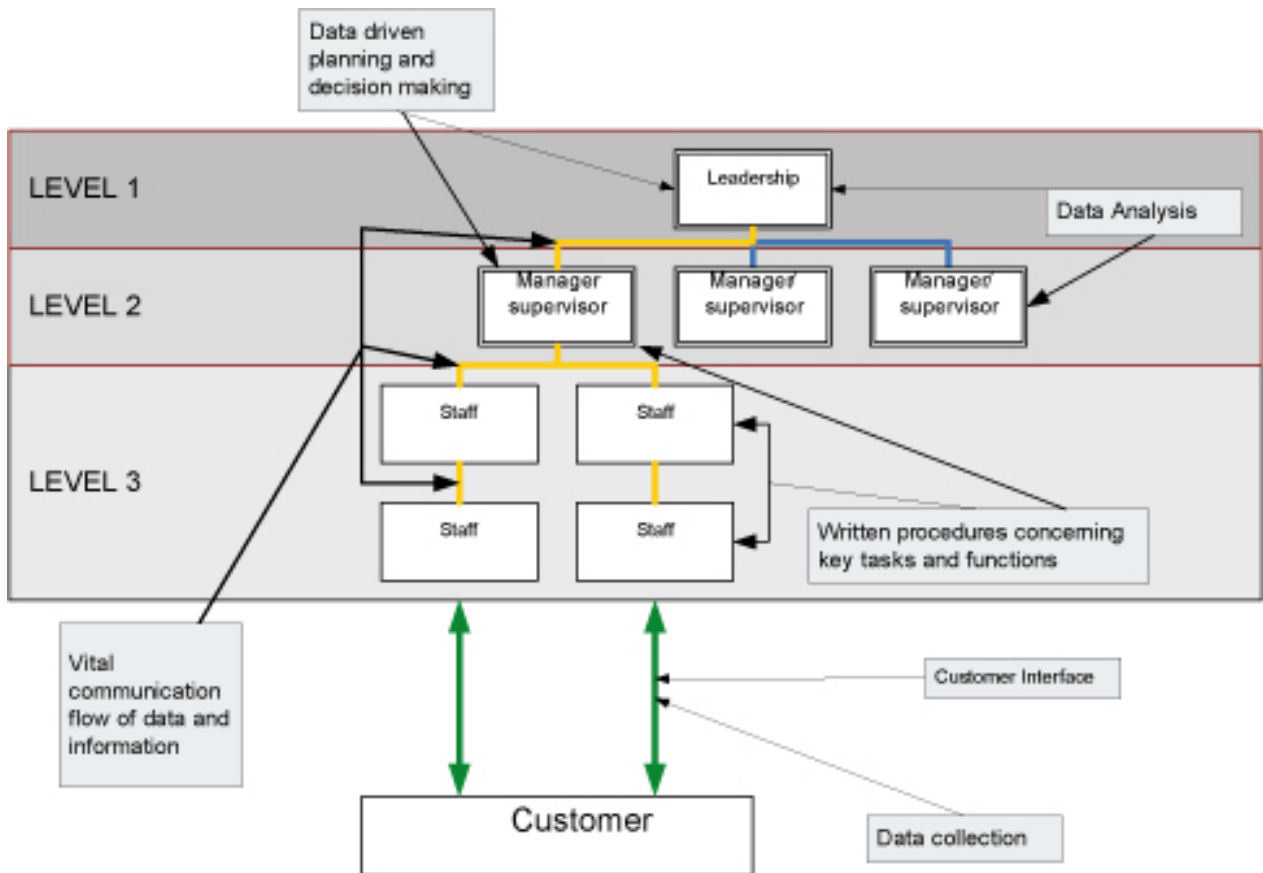 Data driven
planning and
decision making
LEVEL 1
Leadership
Data Analysis
LEVEL 2
Manager
supervisor
Manager/
supervisor
Manager/
supervisor
LEVEL 3
Staff
Staff
Staff
Staff
Written procedures concerning
key tasks and functions
Vital
communication
flow of data and
information
Customer Interface
Customer
Data collection